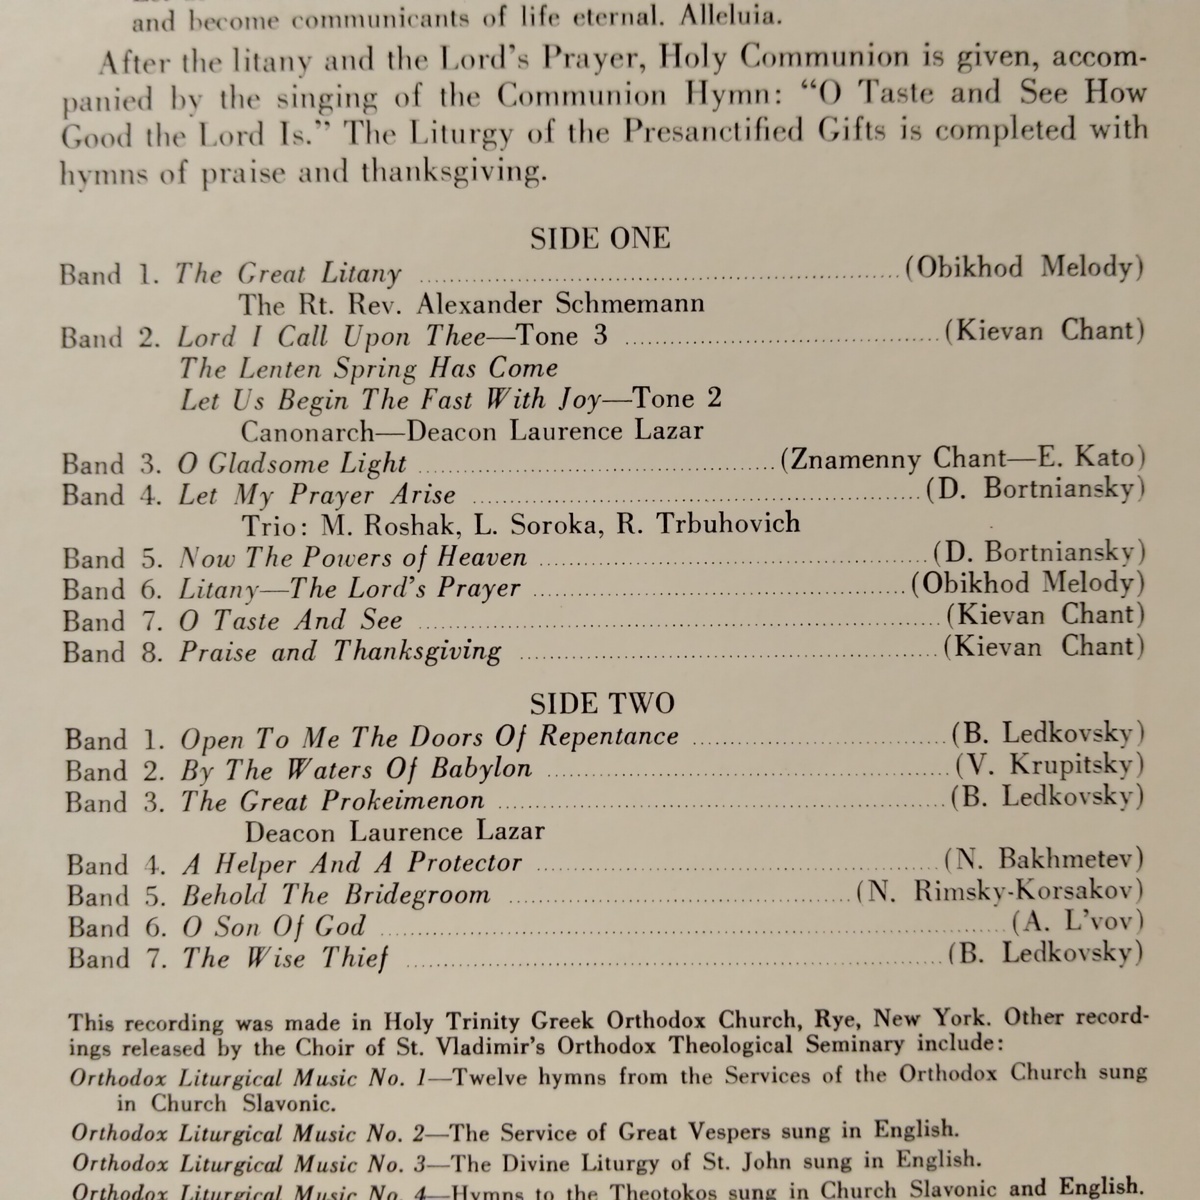 and become communicants of life eternal. Alleluia.
After the litany and the Lord's Prayer, Holy Communion is given, accom-
panied by the singing of the Communion Hymn: “O Taste and See How
Good the Lord Is.” The Liturgy of the Presanctified Gifts is completed with
hymns of praise and thanksgiving.
SIDE ONE
Band 1. The Great Litany ........................ (Obikhod Melody)
The Rt. Rev. Alexander Schmemann
Band 2. Lord I Call Upon Thee—Tone 3 ........................ (Kievan Chant)
The Lenten Spring Has Come
Let Us Begin The Fast With Joy—Tone 2
Canonarch—Deacon Laurence Lazar
Band 3. O Gladsome Light ........................ (Znamenny Chant—E. Kato)
Band 4. Let My Prayer Arise ........................ (D. Bortniansky)
Trio: M. Roshak, L. Soroka, R. Trbuhovich
Band 5. Now The Powers of Heaven ........................ (D. Bortniansky)
Band 6. Litany—The Lord's Prayer ........................ (Obikhod Melody)
Band 7. O Taste And See ........................ (Kievan Chant)
Band 8. Praise and Thanksgiving ........................ (Kievan Chant)
SIDE TWO
Band 1. Open To Me The Doors Of Repentance ........................ (B. Ledkovsky)
Band 2. By The Waters Of Babylon ........................ (V. Krupitsky)
Band 3. The Great Prokeimenon ........................ (B. Ledkovsky)
Deacon Laurence Lazar
Band 4. A Helper And A Protector ........................ (N. Bakhmetev)
Band 5. Behold The Bridegroom ........................ (N. Rimsky-Korsakov)
Band 6. O Son Of God ........................ (A. L'vov)
Band 7. The Wise Thief ........................ (B. Ledkovsky)
This recording was made in Holy Trinity Greek Orthodox Church, Rye, New York. Other record-
ings released by the Choir of St. Vladimir's Orthodox Theological Seminary include:
Orthodox Liturgical Music No. 1—Twelve hymns from the Services of the Orthodox Church sung
in Church Slavonic.
Orthodox Liturgical Music No. 2—The Service of Great Vespers sung in English.
Orthodox Liturgical Music No. 3—The Divine Liturgy of St. John sung in English.
Orthodox Liturgical Music No. 4—Hymns to the Theotokos sung in Church Slavonic and English.